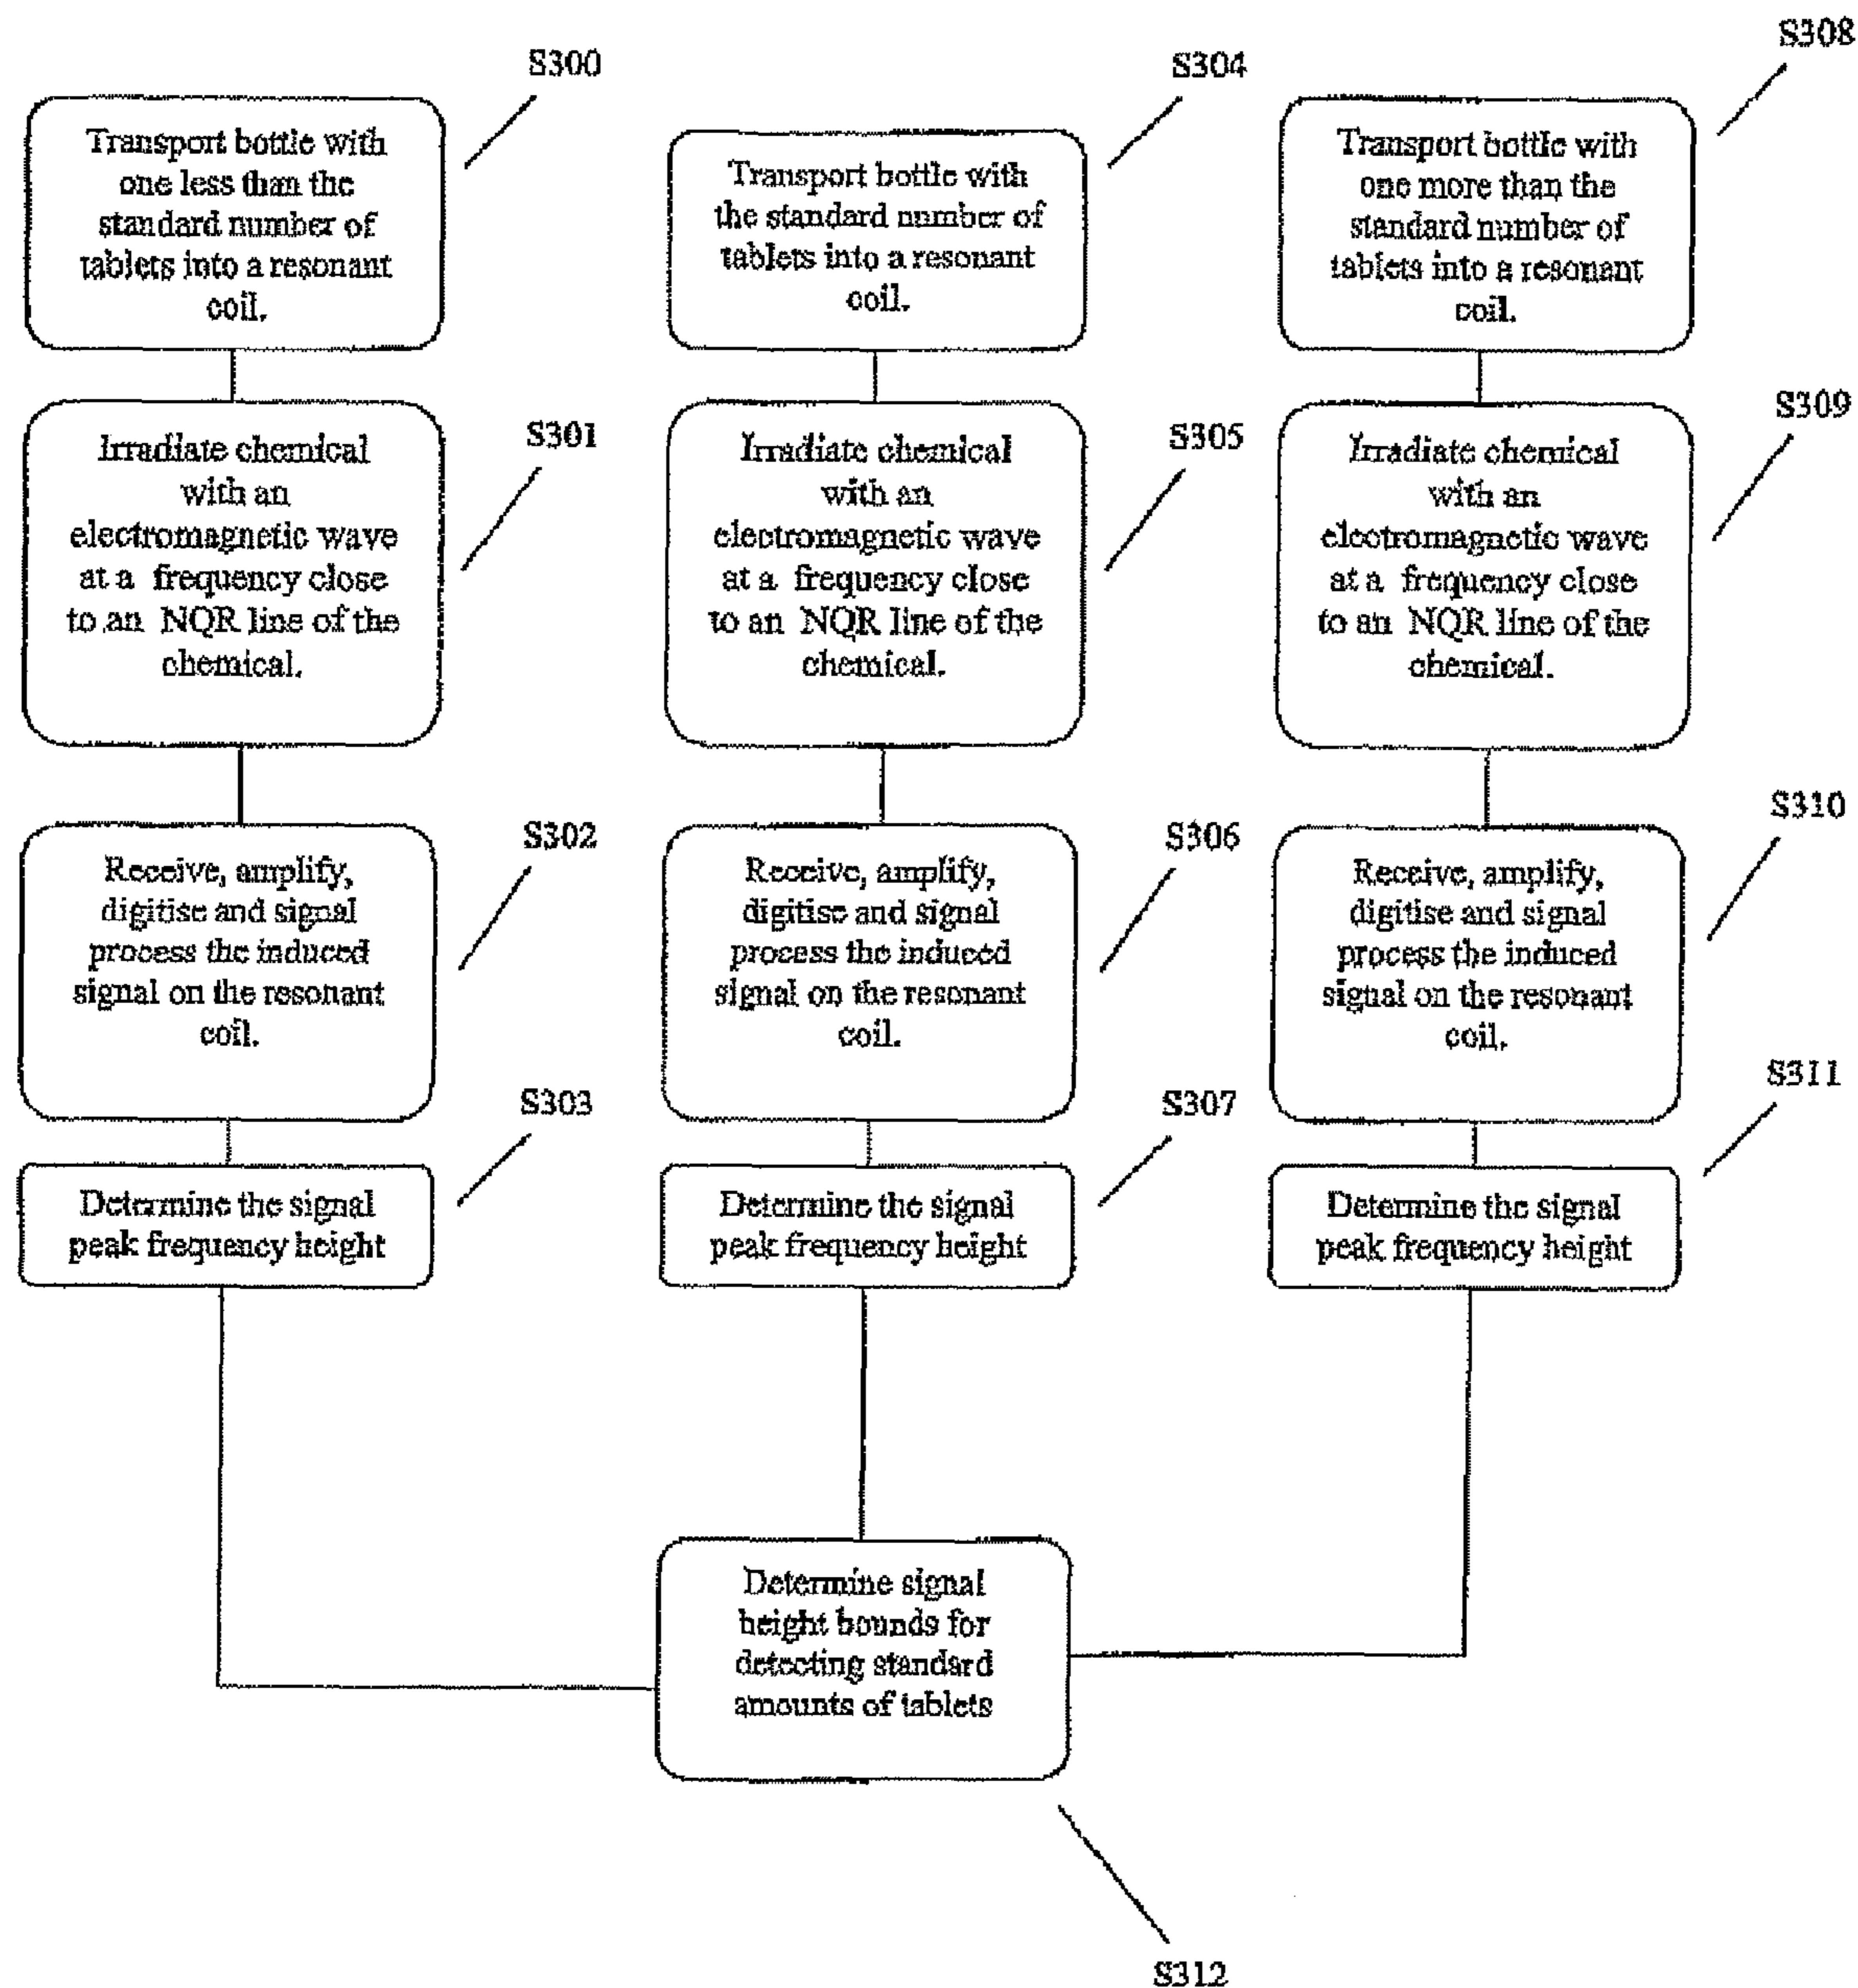 S300
Transport bottle with
one less than the
standard number of
tablets into a resonant
coil.
S301
Irradiate chemical
with an
electromagnetic wave
at a frequency close
to an NQR line of the
chemical.
S302
Receive, amplify,
digitise and signal
process the induced
signal on the resonant
coil.
S303
Determine the signal
peak frequency height
S304
Transport bottle with
the standard number of
tablets into a resonant
coil.
S305
Irradiate chemical
with an
electromagnetic wave
at a frequency close
to an NQR line of the
chemical.
S306
Receive, amplify,
digitise and signal
process the induced
signal on the resonant
coil.
S307
Determine the signal
peak frequency height
S308
Transport bottle with
one more than the
standard number of
tablets into a resonant
coil.
S309
Irradiate chemical
with an
electromagnetic wave
at a frequency close
to an NQR line of the
chemical.
S310
Receive, amplify,
digitise and signal
process the induced
signal on the resonant
coil.
S311
Determine the signal
peak frequency height
Determine signal
height bounds for
detecting standard
amounts of tablets
S312